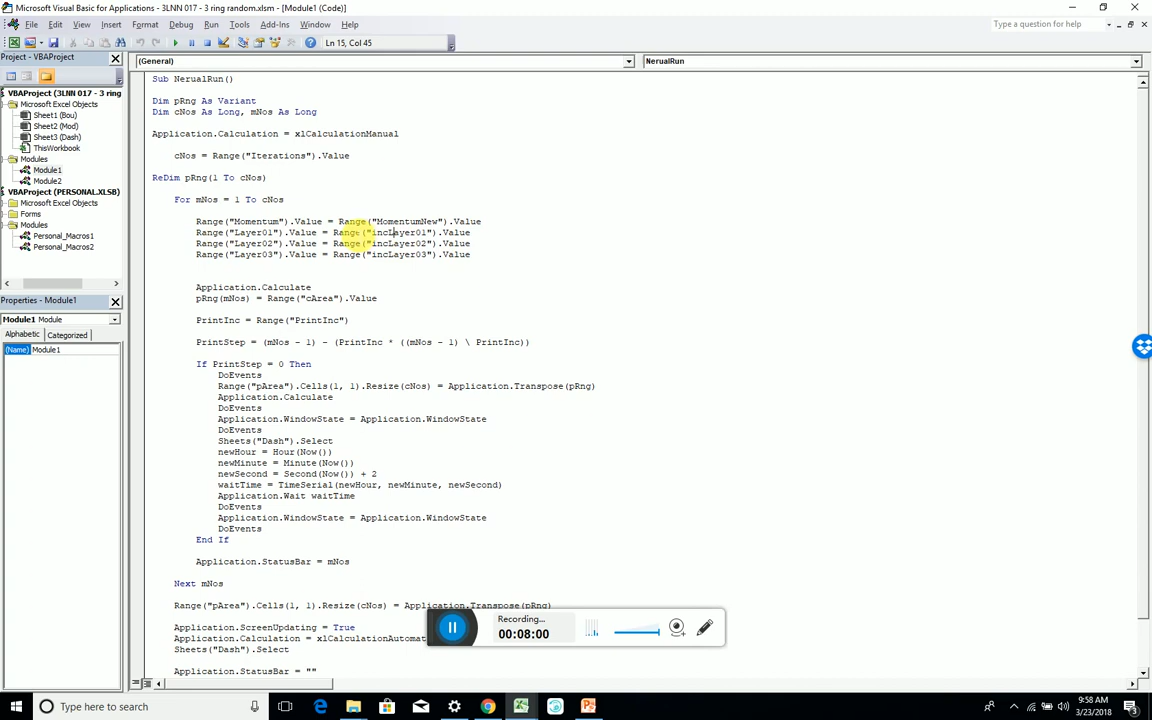 Microsoft Visual Basic for Applications - 3LNN 017 - 3 ring random.xlsm - [Module1 (Code)]
File Edit View Insert Format Debug Run Tools Add-Ins Window Help
Type a question for help
Ln 15, Col 45
Project - VBAProject
(General)
NerualRun
VBAProject (3LNN 017 - 3 ring
Microsoft Excel Objects
Sheet1 (Bou)
Sheet2 (Mod)
Sheet3 (Dash)
ThisWorkbook
Modules
Module1
Module2
VBAProject (PERSONAL.XLSB)
Microsoft Excel Objects
Forms
Modules
Personal_Macros1
Personal_Macros2
Properties - Module1
Module1 Module
Alphabetic Categorized
(Name) Module1
Sub NerualRun()
Dim pRng As Variant
Dim cNos As Long, mNos As Long
Application.Calculation = xlCalculationManual
cNos = Range("Iterations").Value
ReDim pRng(1 To cNos)
For mNos = 1 To cNos
Range("Momentum").Value = Range("MomentumNew").Value
Range("Layer01").Value = Range("incLayer01").Value
Range("Layer02").Value = Range("incLayer02").Value
Range("Layer03").Value = Range("incLayer03").Value
Application.Calculate
pRng(mNos) = Range("cArea").Value
PrintInc = Range("PrintInc")
PrintStep = (mNos - 1) - (PrintInc * ((mNos - 1) \ PrintInc))
If PrintStep = 0 Then
DoEvents
Range("pArea").Cells(1, 1).Resize(cNos) = Application.Transpose(pRng)
Application.Calculate
DoEvents
Application.WindowState = Application.WindowState
DoEvents
Sheets("Dash").Select
newHour = Hour(Now())
newMinute = Minute(Now())
newSecond = Second(Now()) + 2
waitTime = TimeSerial(newHour, newMinute, newSecond)
Application.Wait waitTime
DoEvents
Application.WindowState = Application.WindowState
DoEvents
End If
Application.StatusBar = mNos
Next mNos
Range("pArea").Cells(1, 1).Resize(cNos) = Application.Transpose(pRng)
Application.ScreenUpdating = True
Application.Calculation = xlCalculationAutomat
Sheets("Dash").Select
Application.StatusBar = ""
Recording...
00:08:00
Type here to search
9:58 AM
3/23/2018
3